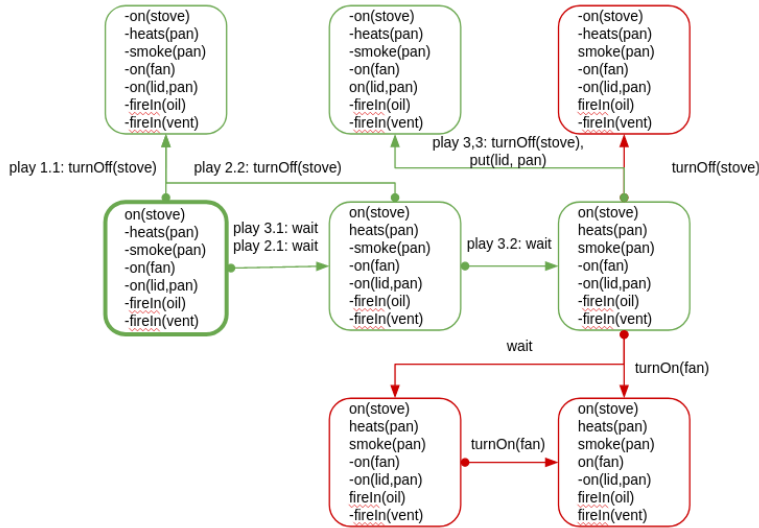 -on(stove)
-heats(pan)
-smoke(pan)
-on(fan)
-on(lid,pan)
-fireIn(oil)
-fireIn(vent)
-on(stove)
-heats(pan)
-smoke(pan)
-on(fan)
on(lid,pan)
-fireIn(oil)
-fireIn(vent)
-on(stove)
-heats(pan)
smoke(pan)
-on(fan)
-on(lid,pan)
fireIn(oil)
-fireIn(vent)
play 1.1: turnOff(stove)
play 2.2: turnOff(stove)
play 3,3: turnOff(stove),
put(lid, pan)
turnOff(stove)
on(stove)
-heats(pan)
-smoke(pan)
-on(fan)
-on(lid,pan)
-fireIn(oil)
-fireIn(vent)
play 3.1: wait
play 2.1: wait
on(stove)
heats(pan)
-smoke(pan)
-on(fan)
-on(lid,pan)
-fireIn(oil)
-fireIn(vent)
play 3.2: wait
on(stove)
heats(pan)
smoke(pan)
-on(fan)
-on(lid,pan)
-fireIn(oil)
-fireIn(vent)
wait
turnOn(fan)
on(stove)
heats(pan)
smoke(pan)
-on(fan)
-on(lid,pan)
fireIn(oil)
-fireIn(vent)
turnOn(fan)
on(stove)
heats(pan)
smoke(pan)
on(fan)
-on(lid,pan)
fireIn(oil)
fireIn(vent)